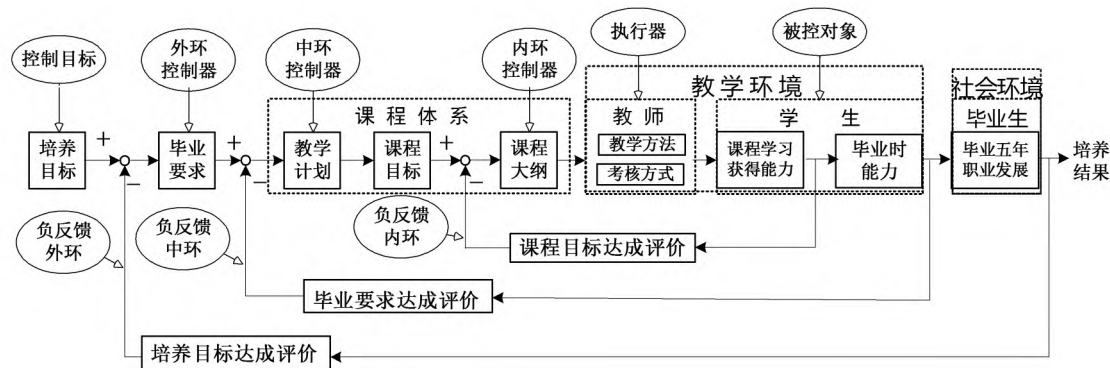 控制目标
外环
控制器
中环
控制器
内环
控制器
执行器
被控对象
教学环境
社会环境
课程体系
教师
学生
毕业生
培养
目标
+
−
毕业
要求
+
−
教学
计划
课程
目标
+
−
课程
大纲
教学方法
考核方式
课程学习
获得能力
毕业时
能力
毕业五年
职业发展
培养
结果
负反馈
外环
负反馈
中环
负反馈
内环
课程目标达成评价
毕业要求达成评价
培养目标达成评价